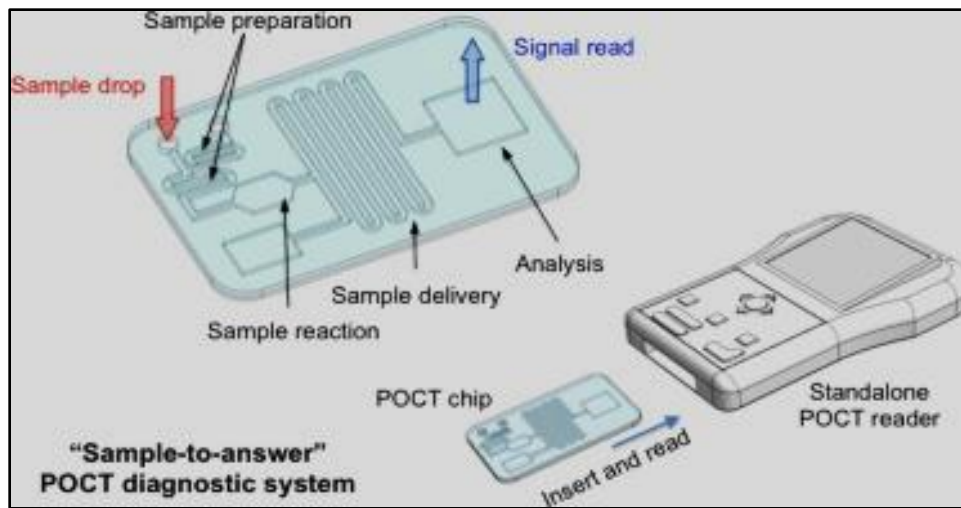 Sample preparation
Sample drop
Signal read
Analysis
Sample delivery
Sample reaction
POCT chip
Standalone
POCT reader
Insert and read
“Sample-to-answer”
POCT diagnostic system